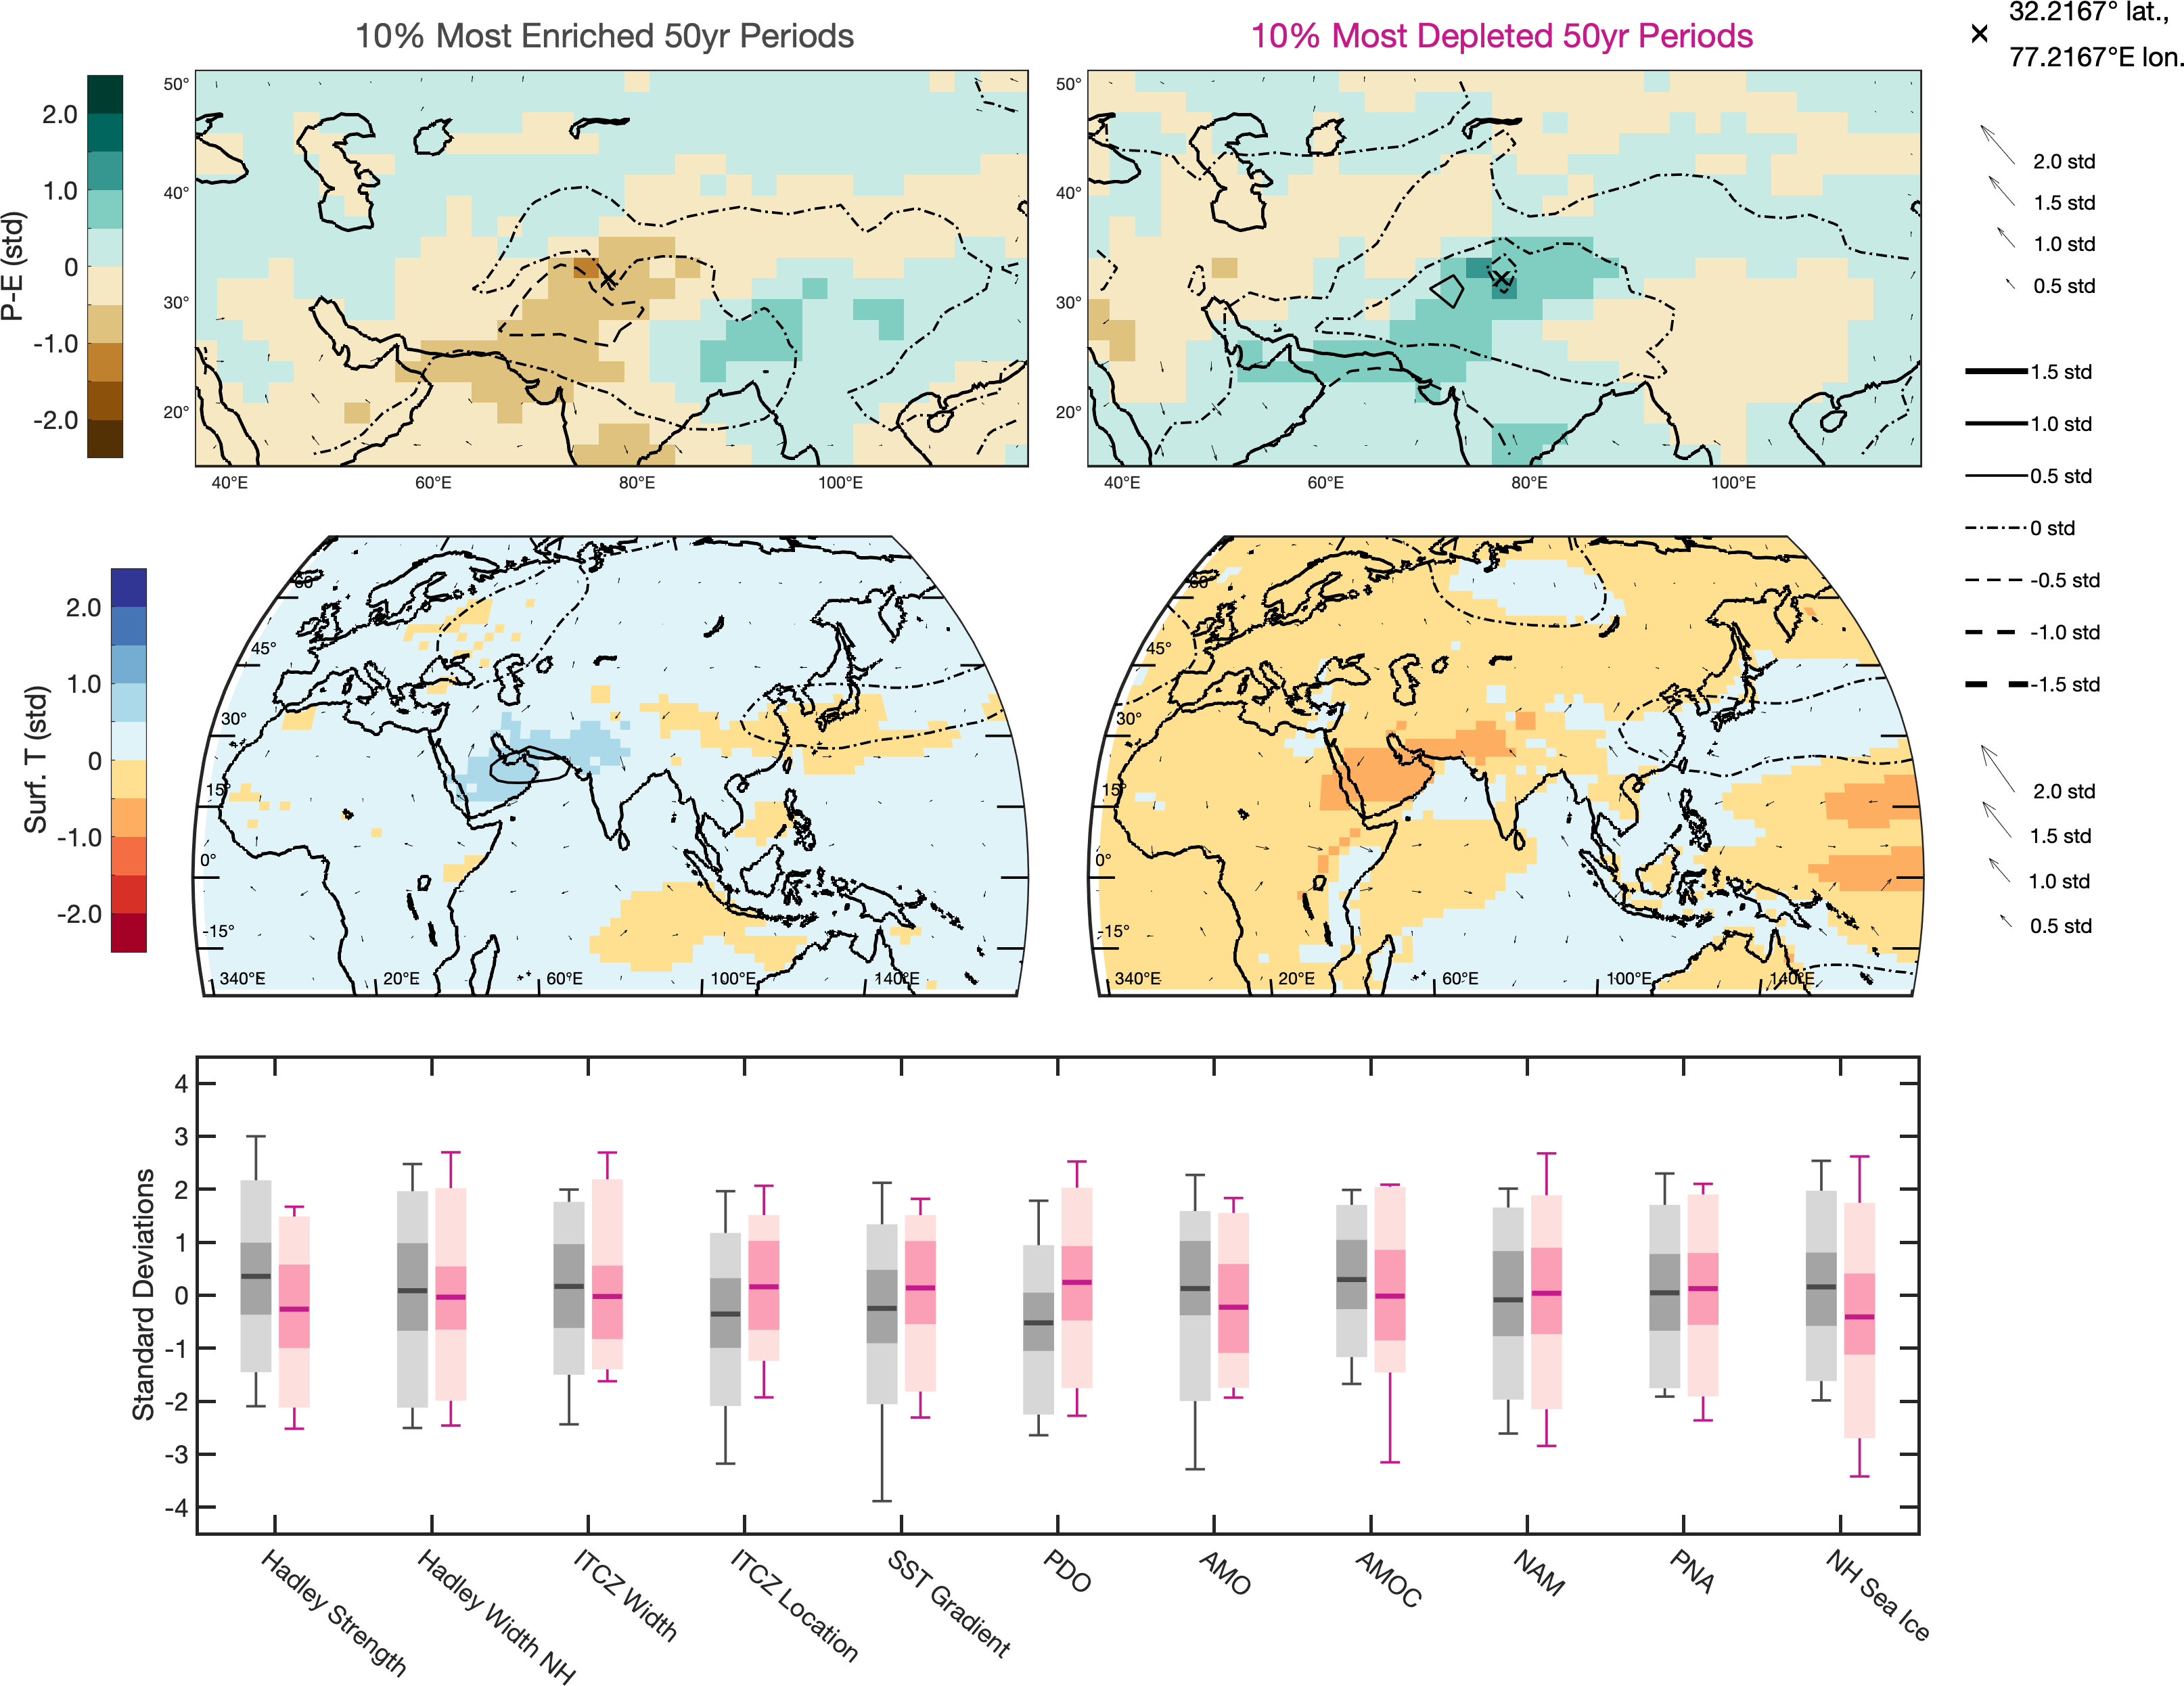 10% Most Enriched 50yr Periods
10% Most Depleted 50yr Periods
32.2167° lat.,
77.2167°E lon.
P-E (std)
2.0
1.0
0
-1.0
-2.0
50°
40°
30°
20°
40°E
60°E
80°E
100°E
50°
40°
30°
20°
40°E
60°E
80°E
100°E
2.0 std
1.5 std
1.0 std
0.5 std
1.5 std
1.0 std
0.5 std
0 std
-0.5 std
-1.0 std
-1.5 std
Surf. T (std)
2.0
1.0
0
-1.0
-2.0
60°
45°
30°
15°
0°
-15°
340°E
20°E
60°E
100°E
140°E
60°
45°
30°
15°
0°
-15°
340°E
20°E
60°E
100°E
140°E
2.0 std
1.5 std
1.0 std
0.5 std
Standard Deviations
4
3
2
1
0
-1
-2
-3
-4
Hadley Strength
Hadley Width NH
ITCZ Width
ITCZ Location
SST Gradient
PDO
AMO
AMOC
NAM
PNA
NH Sea Ice